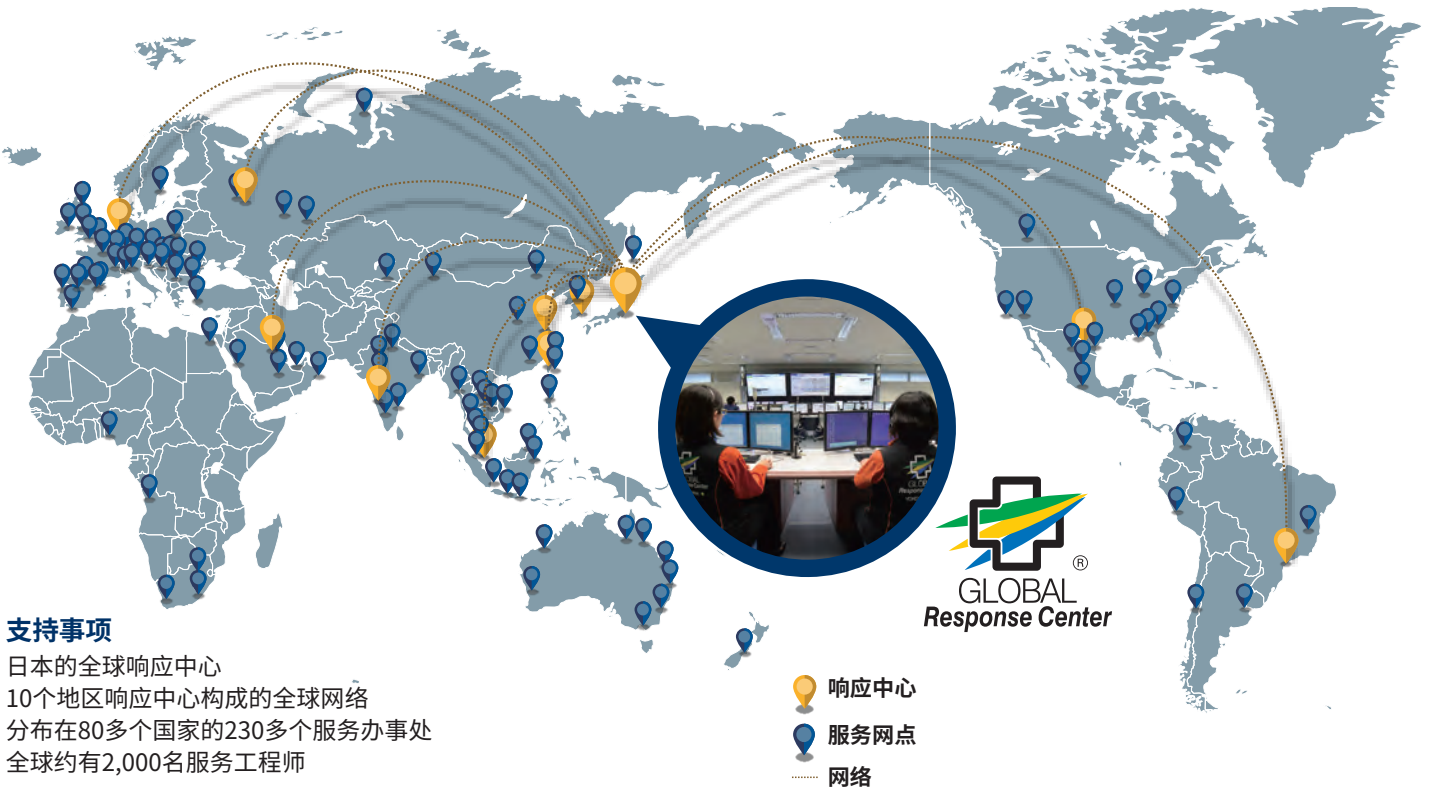 GLOBAL
Response Center
®
支持事项
日本的全球响应中心
10个地区响应中心构成的全球网络
分布在80多个国家的230多个服务办事处
全球约有2,000名服务工程师
响应中心
服务网点
网络